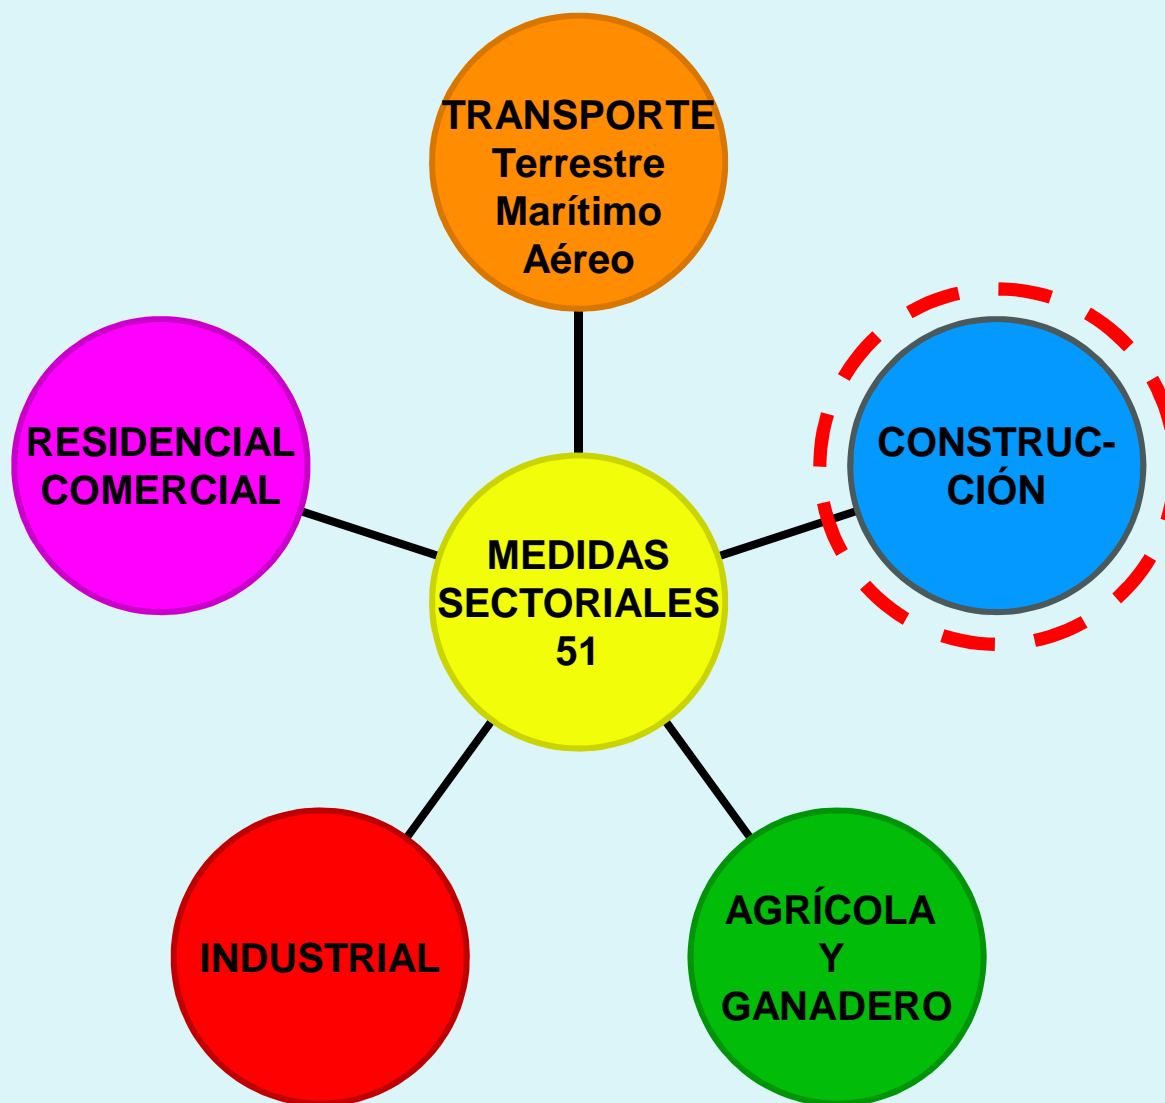 TRANSPORTE
Terrestre
Marítimo
Aéreo
RESIDENCIAL
COMERCIAL
CONSTRUC-
CIÓN
MEDIDAS
SECTORIALES
51
INDUSTRIAL
AGRÍCOLA
Y
GANADERO